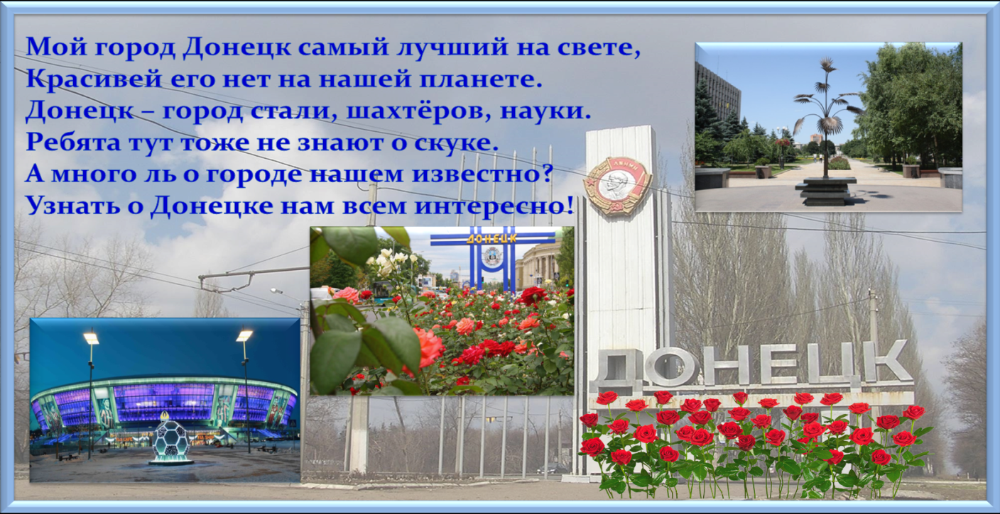 Мой город Донецк самый лучший на свете,
Красивей его нет на нашей планете.
Донецк – город стали, шахтёров, науки.
Ребята тут тоже не знают о скуке.
А много ль о городе нашем известно?
Узнать о Донецке нам всем интересно!
ЛЕНИН
ДОНЕЦК
ДОНЕЦК